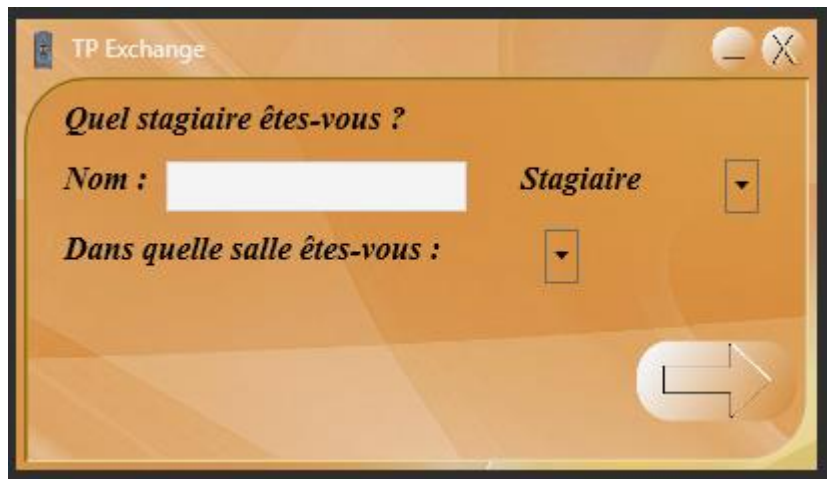 TP Exchange
Quel stagiaire êtes-vous ?
Nom : Stagiaire
Dans quelle salle êtes-vous :